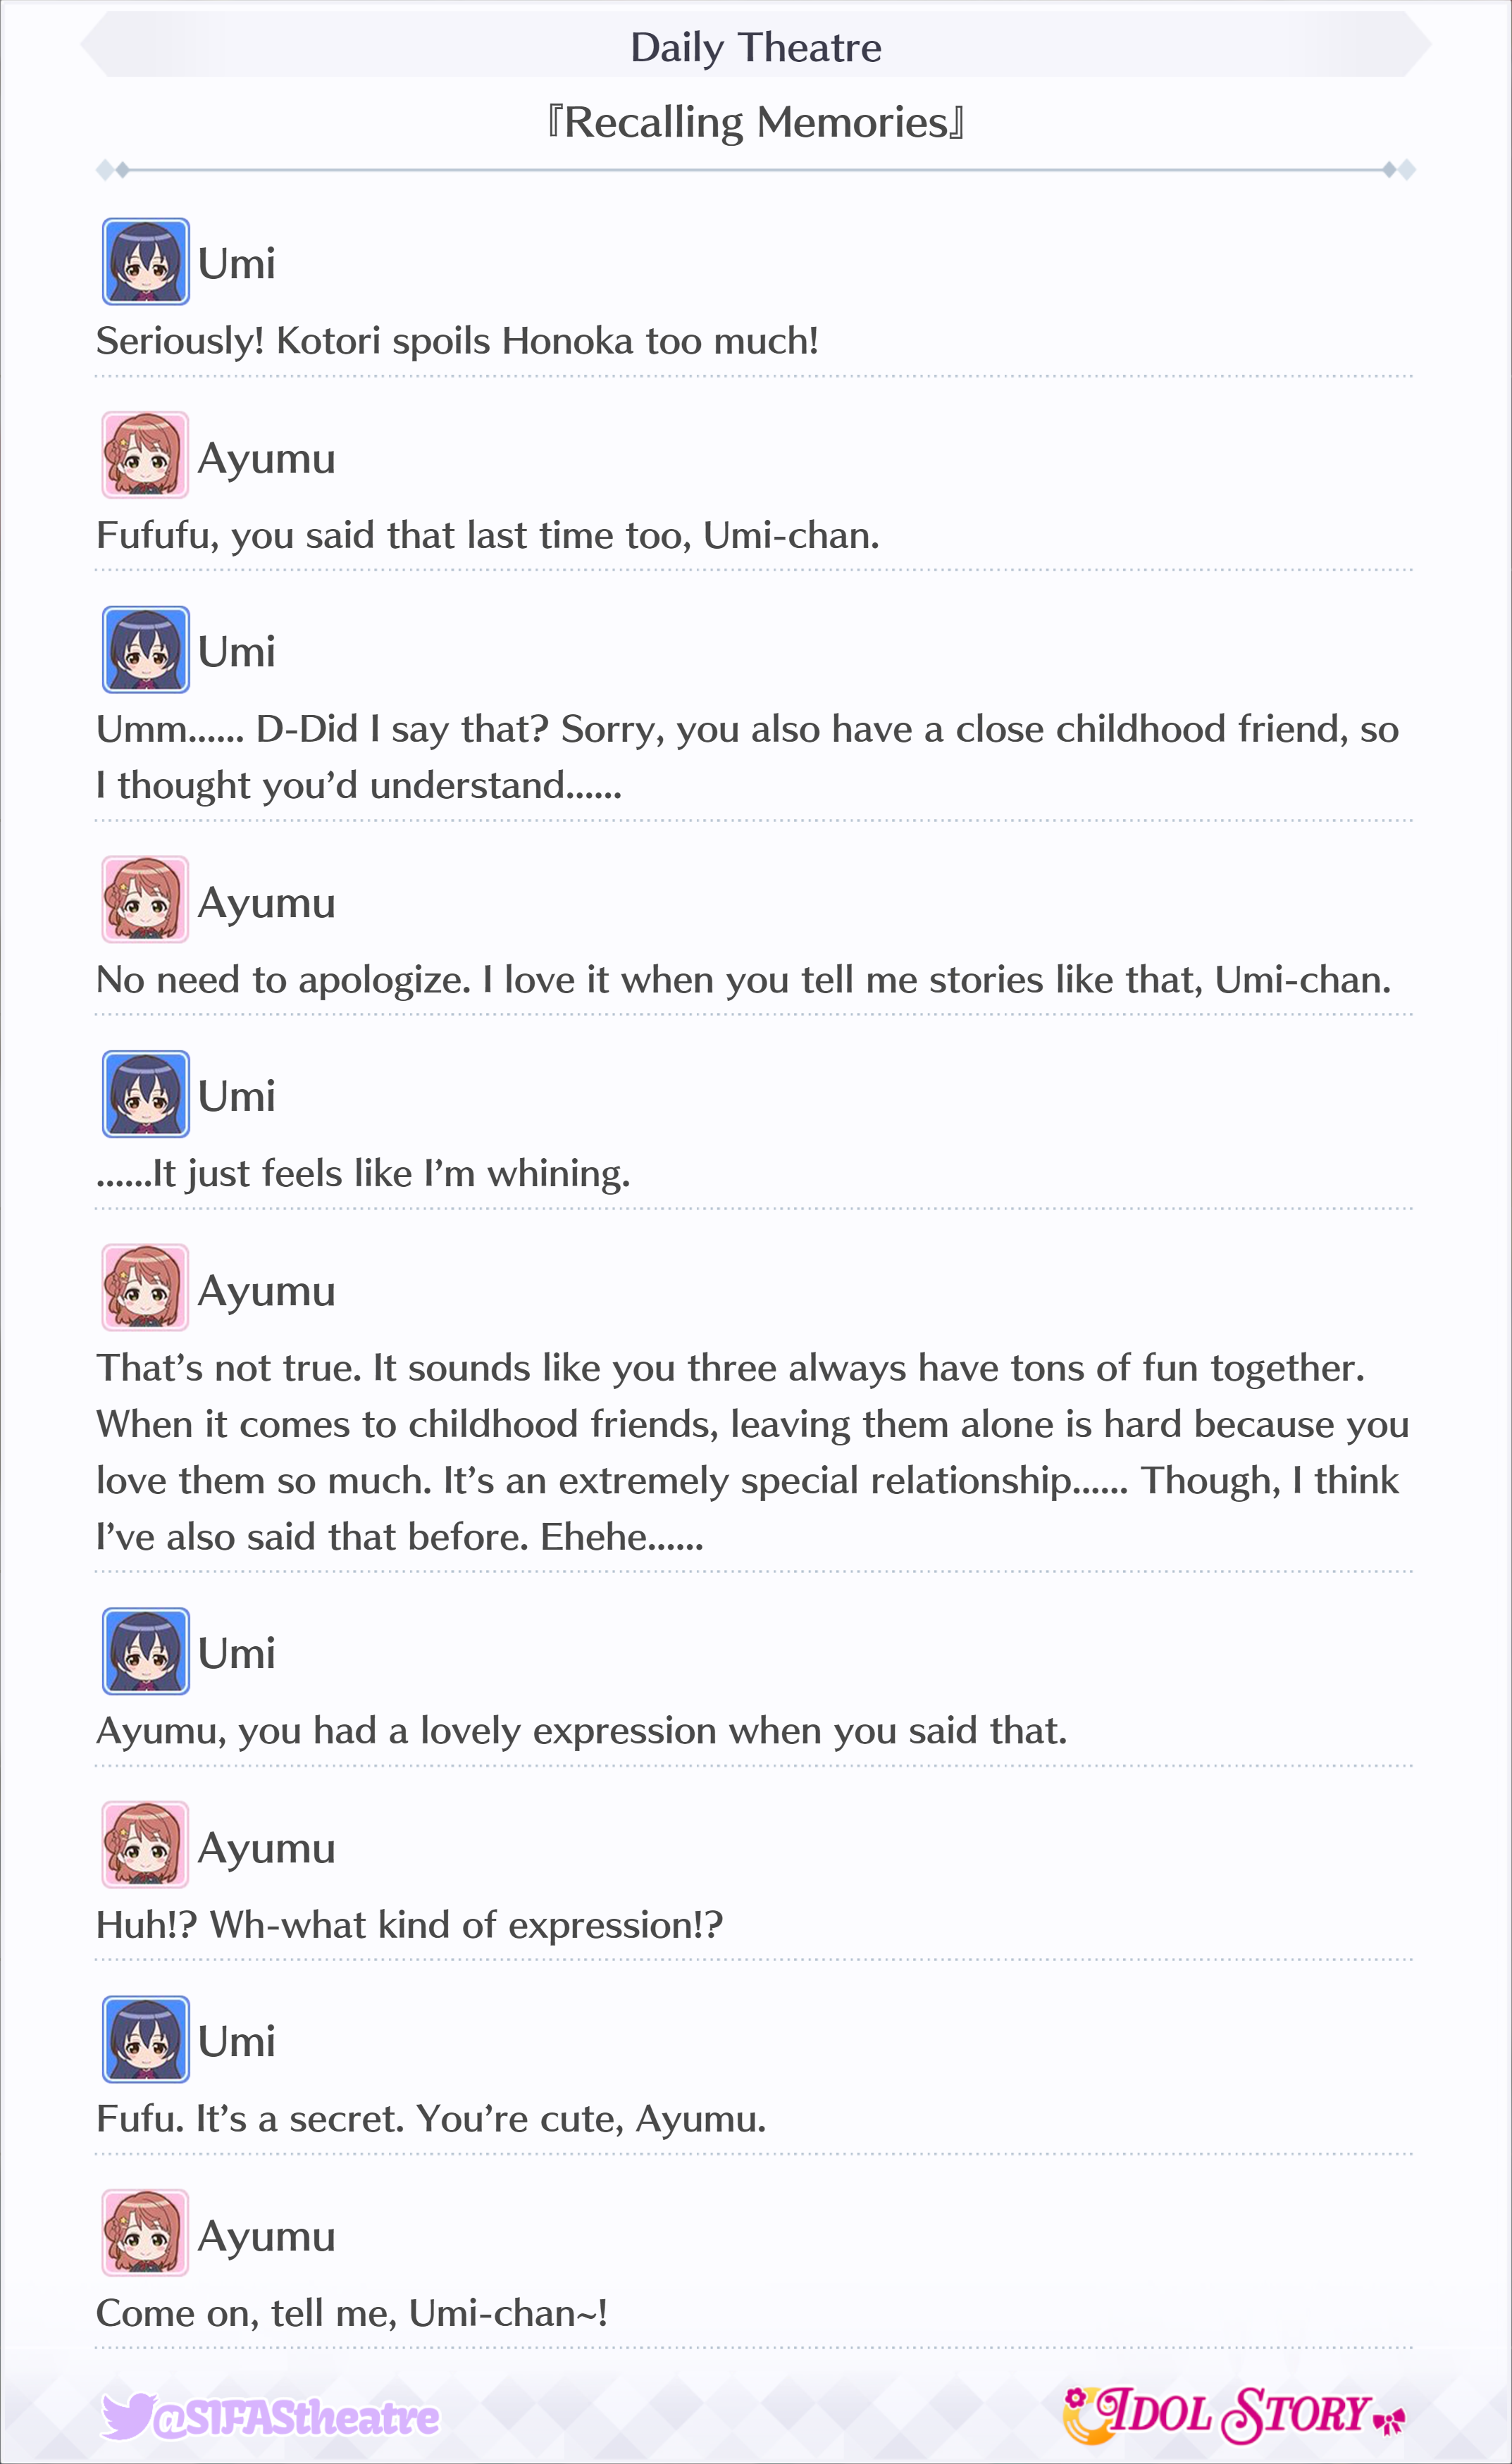 Daily Theatre
『Recalling Memories』
Umi
Seriously! Kotori spoils Honoka too much!
Ayumu
Fufufu, you said that last time too, Umi-chan.
Umi
Umm...... D-Did I say that? Sorry, you also have a close childhood friend, so
I thought you’d understand......
Ayumu
No need to apologize. I love it when you tell me stories like that, Umi-chan.
Umi
......It just feels like I’m whining.
Ayumu
That’s not true. It sounds like you three always have tons of fun together.
When it comes to childhood friends, leaving them alone is hard because you
love them so much. It’s an extremely special relationship...... Though, I think
I’ve also said that before. Ehehe......
Umi
Ayumu, you had a lovely expression when you said that.
Ayumu
Huh!? Wh-what kind of expression!?
Umi
Fufu. It’s a secret. You’re cute, Ayumu.
Ayumu
Come on, tell me, Umi-chan~!
@SIFAStheatre
IDOL STORY